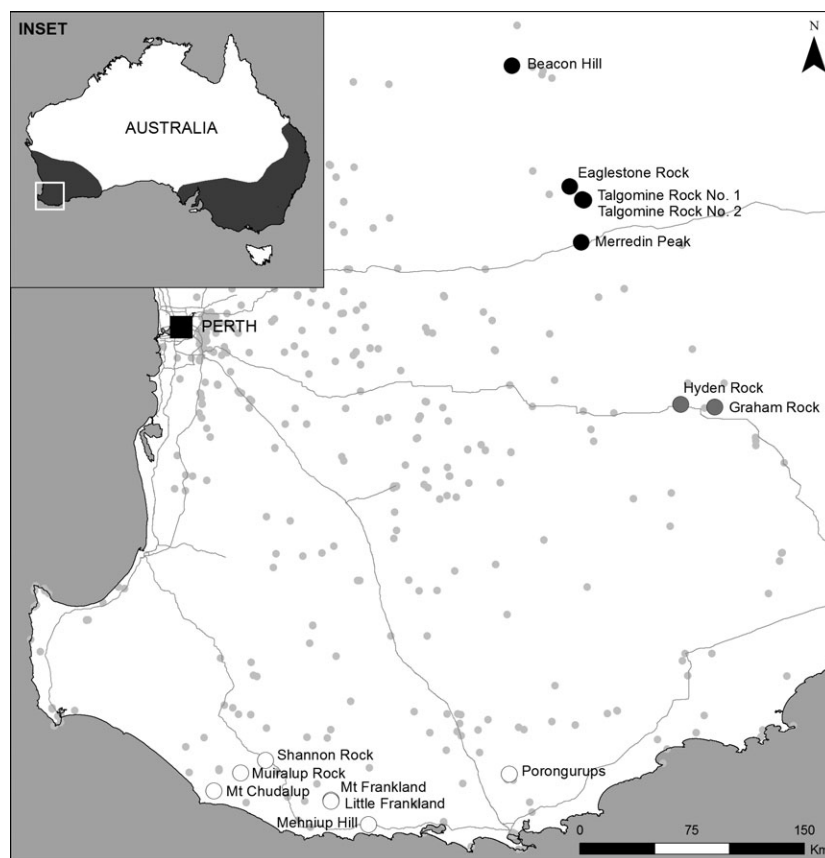 INSET
AUSTRALIA
N
Beacon Hill
Eaglestone Rock
Talgomine Rock No. 1
Talgomine Rock No. 2
Merredin Peak
PERTH
Hyden Rock
Graham Rock
Shannon Rock
Muiralup Rock
Mt Chudalup
Mt Frankland
Little Frankland
Mehniup Hill
Porongurups
0 75 150
Km